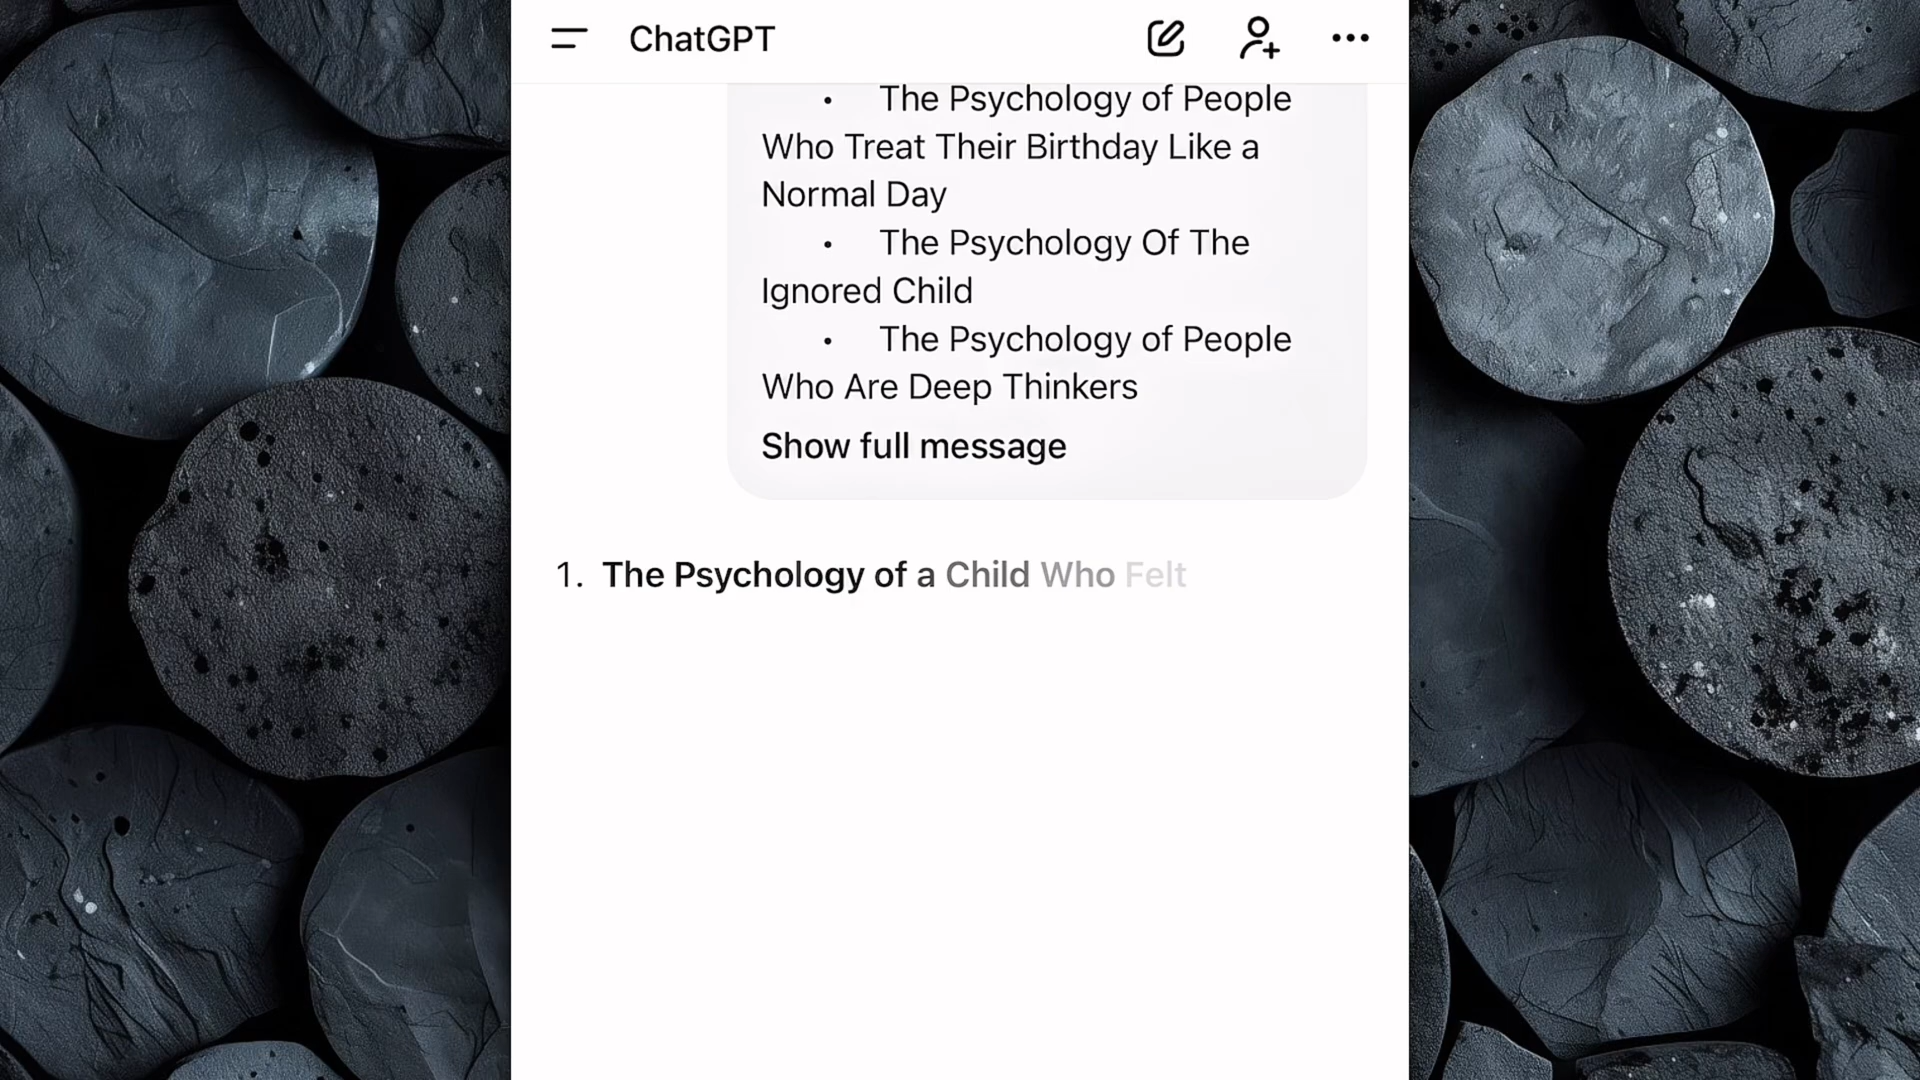 ChatGPT
• The Psychology of People
Who Treat Their Birthday Like a
Normal Day
• The Psychology Of The
Ignored Child
• The Psychology of People
Who Are Deep Thinkers
Show full message
1. The Psychology of a Child Who Felt